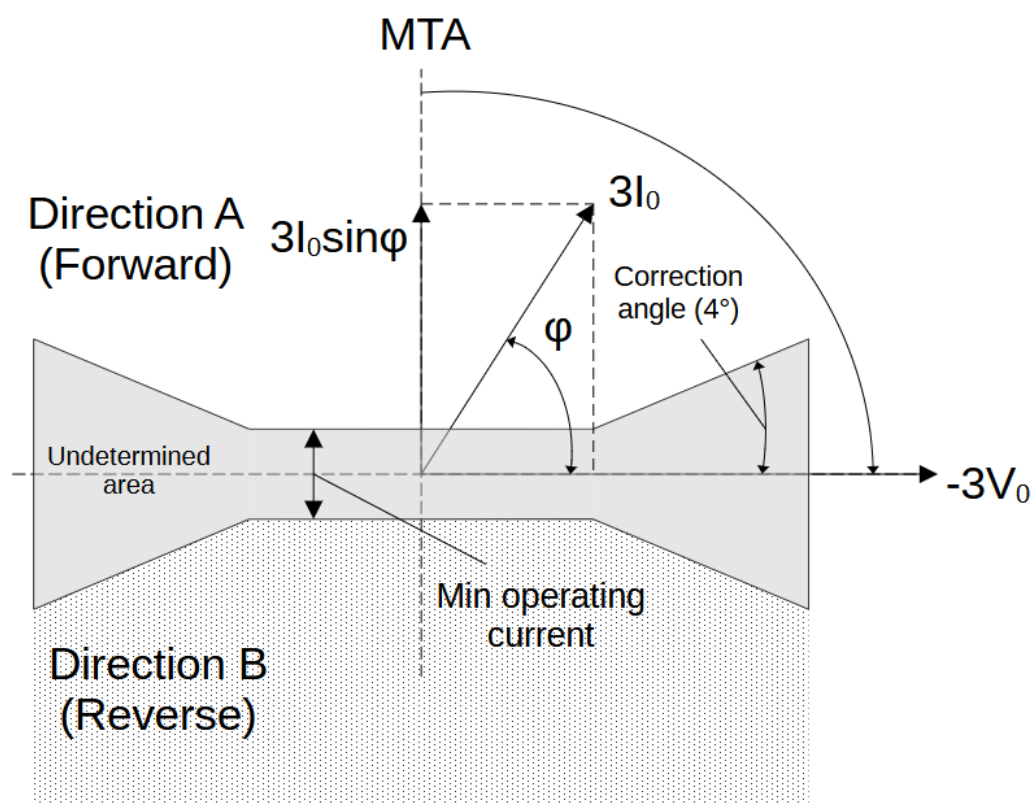 MTA
Direction A
(Forward)
3I₀sinφ
3I₀
Correction
angle (4°)
φ
Undetermined
area
-3V₀
Min operating
current
Direction B
(Reverse)